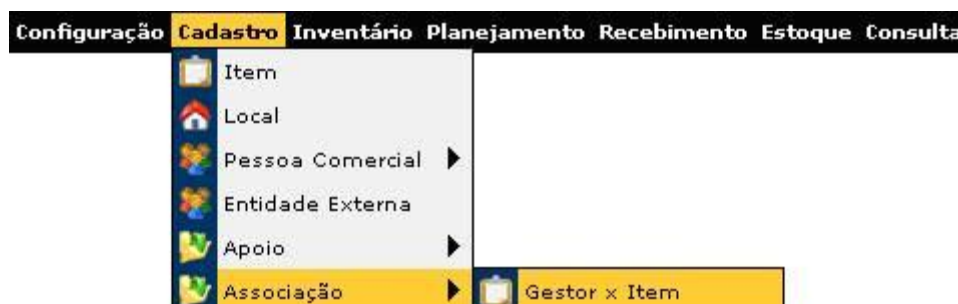 Configuração Cadastro Inventário Planejamento Recebimento Estoque Consulta
Item
Local
Pessoa Comercial
Entidade Externa
Apoio
Associação Gestor x Item